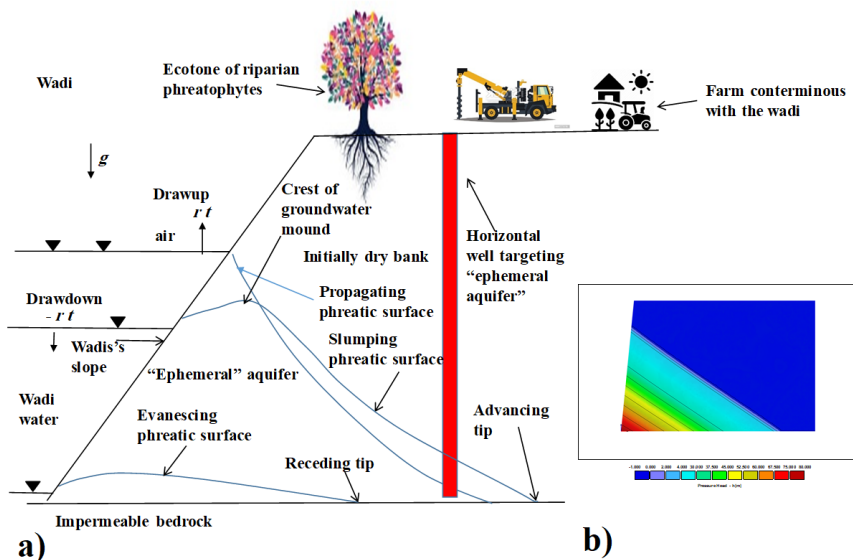 Wadi
Ecotone of riparian
phreatophytes
Farm conterminous
with the wadi
g
Drawup
r t
air
Crest of
groundwater
mound
Initially dry bank
Horizontal
well targeting
“ephemeral
aquifer”
Propagating
phreatic surface
Drawdown
- r t
Wadis’s
slope
Slumping
phreatic surface
“Ephemeral” aquifer
Wadi
water
Evanescing
phreatic surface
Advancing
tip
Receding tip
Impermeable bedrock
a)
b)